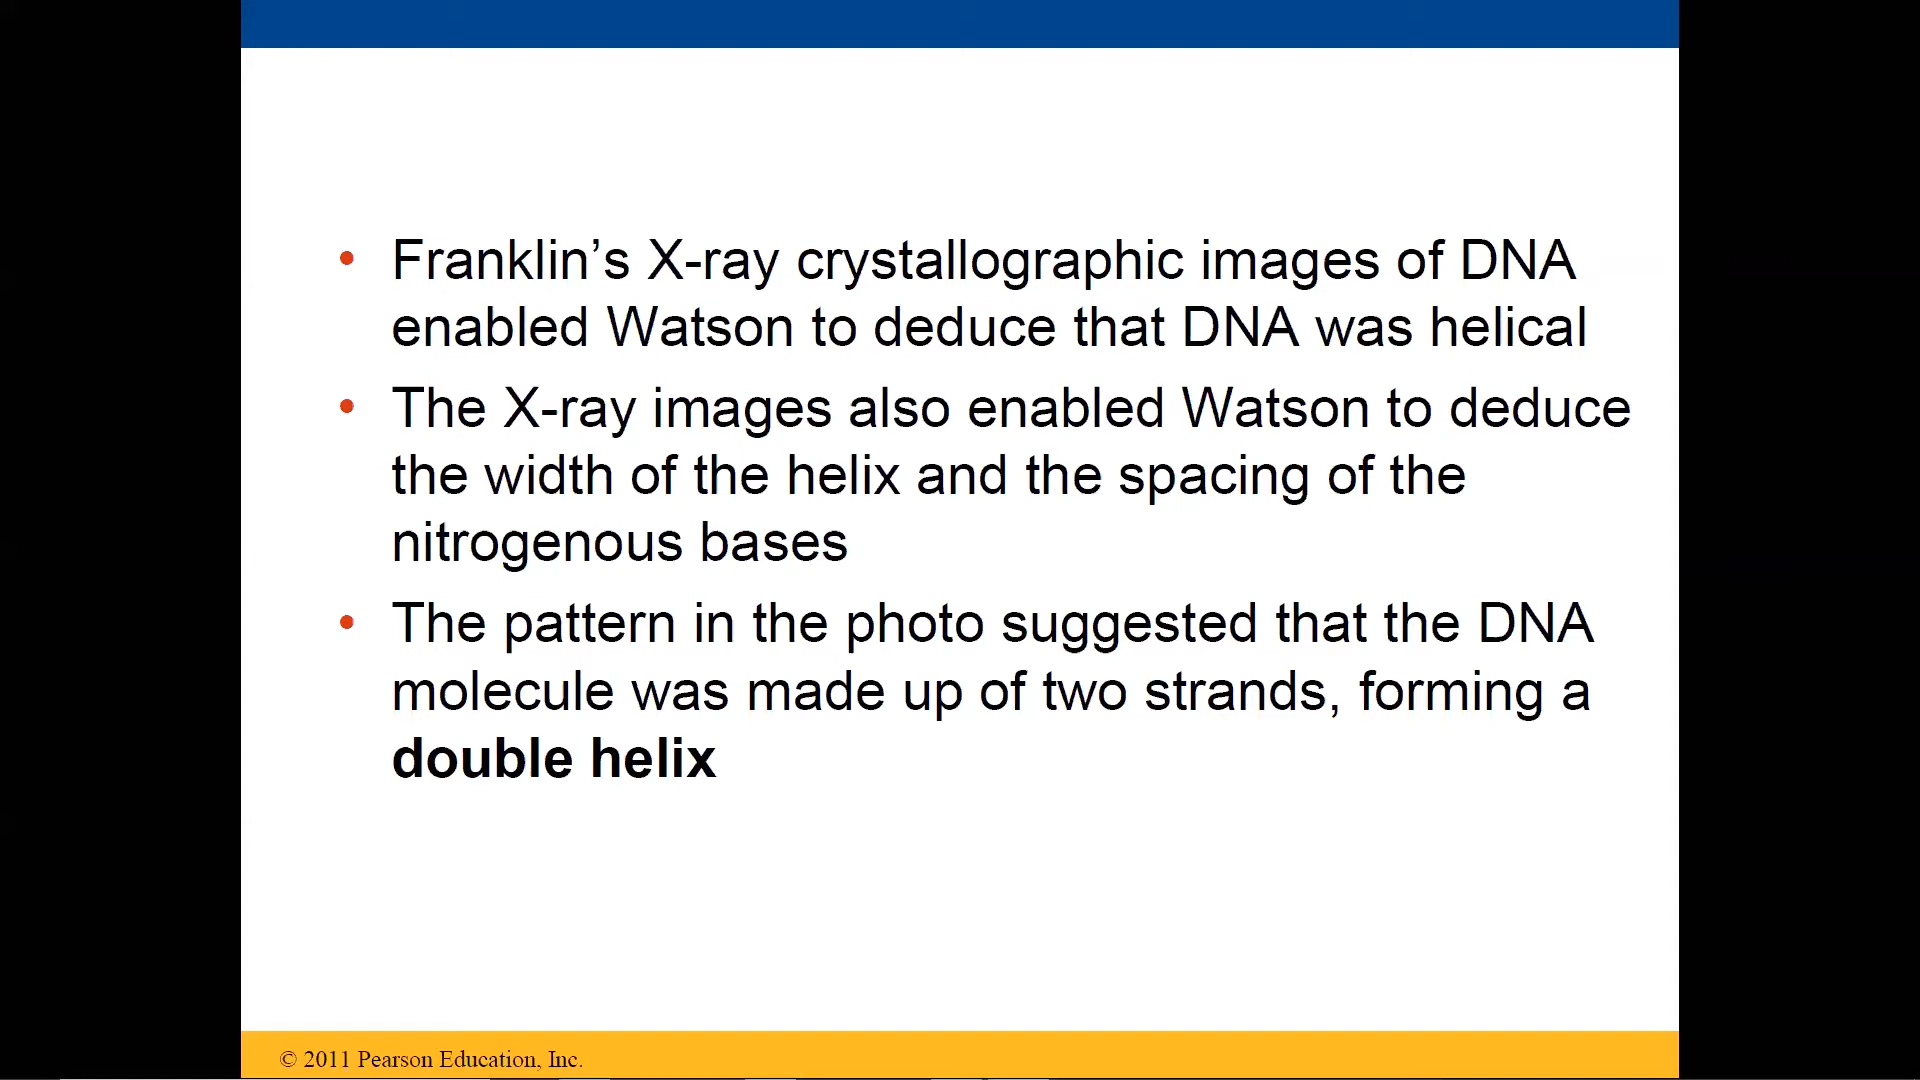 • Franklin’s X-ray crystallographic images of DNA
enabled Watson to deduce that DNA was helical
• The X-ray images also enabled Watson to deduce
the width of the helix and the spacing of the
nitrogenous bases
• The pattern in the photo suggested that the DNA
molecule was made up of two strands, forming a
double helix
© 2011 Pearson Education, Inc.